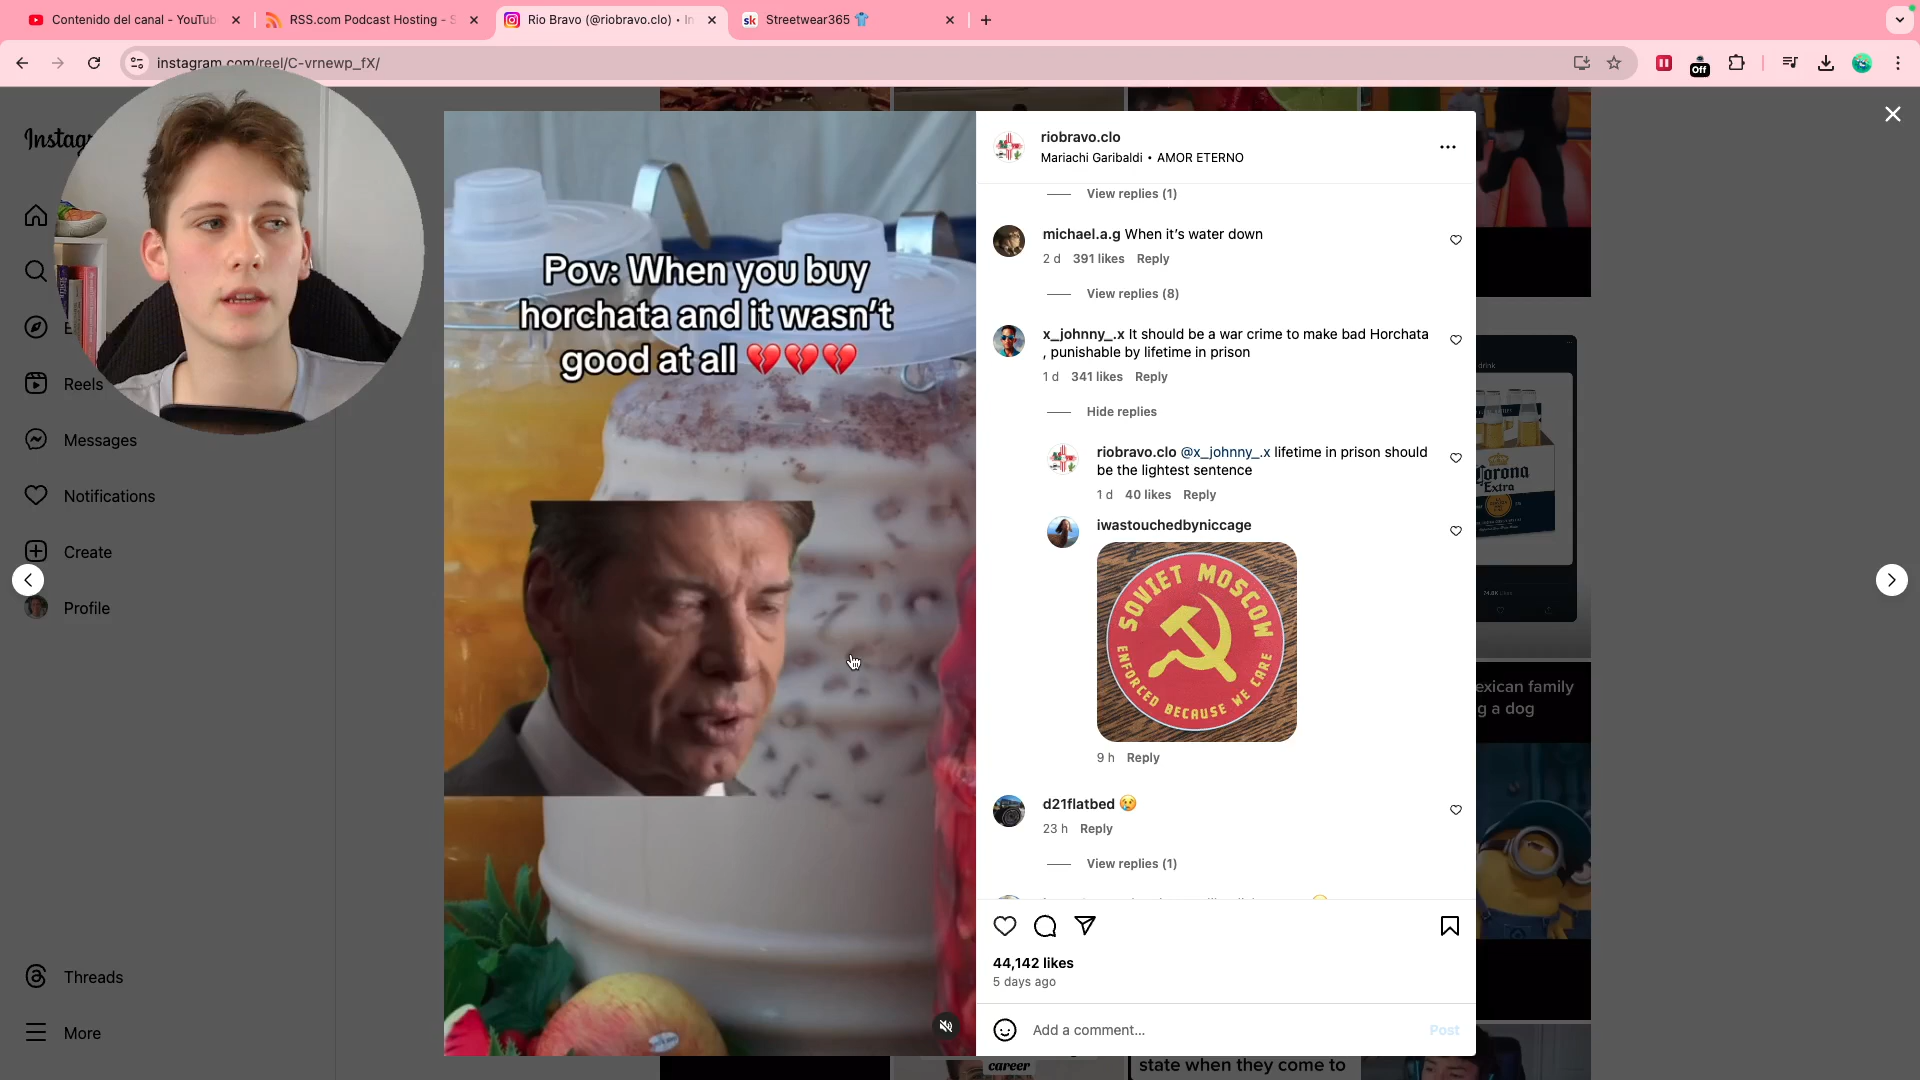 Contenido del canal - YouTub
RSS.com Podcast Hosting - S
Rio Bravo (@riobravo.clo) • In
sk
Streetwear365
instagram.com/reel/C-vrnewp_fX/
Off
Reels
Messages
Notifications
Create
Profile
Threads
More
Pov: When you buy
horchata and it wasn't
good at all 💔💔💔
riobravo.clo
Mariachi Garibaldi • AMOR ETERNO
View replies (1)
michael.a.g When it's water down
2 d 391 likes Reply
View replies (8)
x_johnny_.x It should be a war crime to make bad Horchata
, punishable by lifetime in prison
1 d 341 likes Reply
Hide replies
riobravo.clo @x_johnny_.x lifetime in prison should
be the lightest sentence
1 d 40 likes Reply
iwastouchedbyniccage
SOVIET MOSCOW
ENFORCED BECAUSE WE CARE
9 h Reply
d21flatbed 😢
23 h Reply
View replies (1)
44,142 likes
5 days ago
Add a comment...
Post
drink
Corona
Extra
exican family
g a dog
career
state when they come to